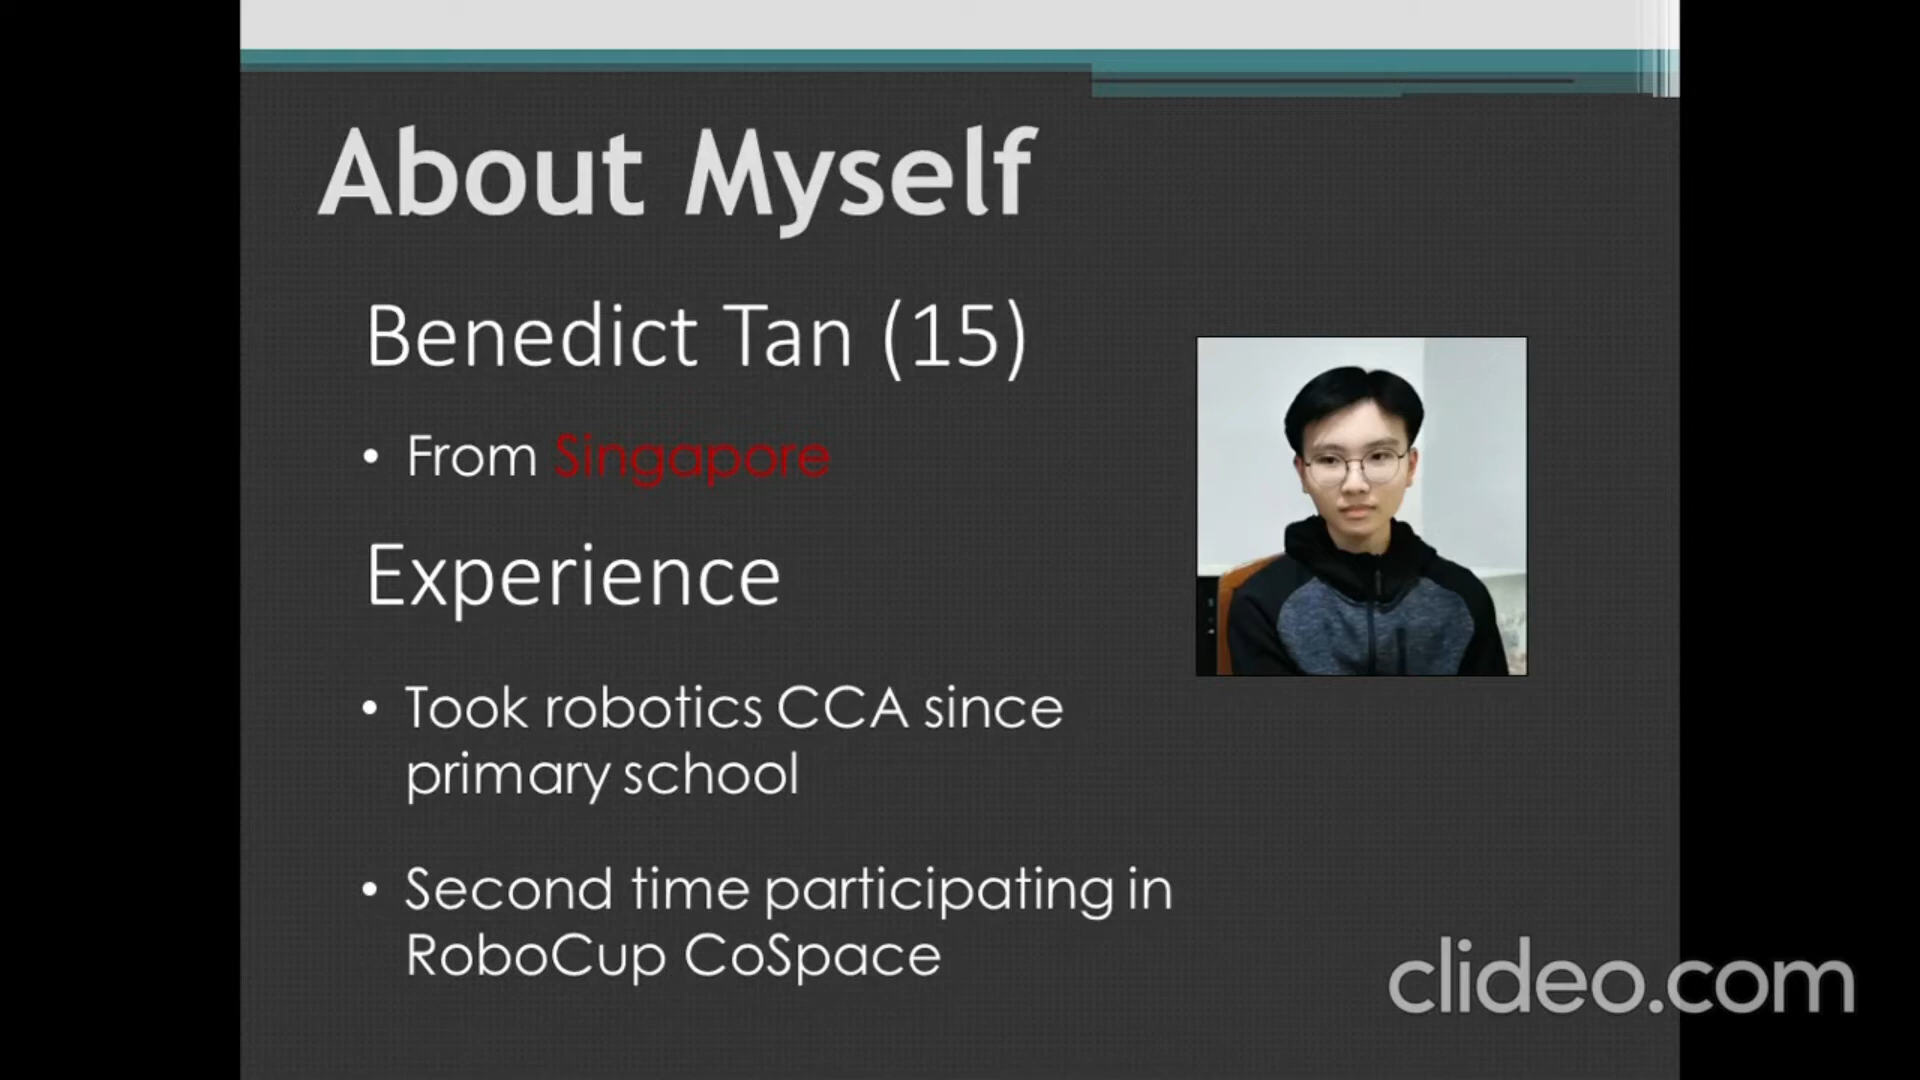 About Myself
Benedict Tan (15)
• From Singapore
Experience
• Took robotics CCA since
primary school
• Second time participating in
RoboCup CoSpace
clideo.com